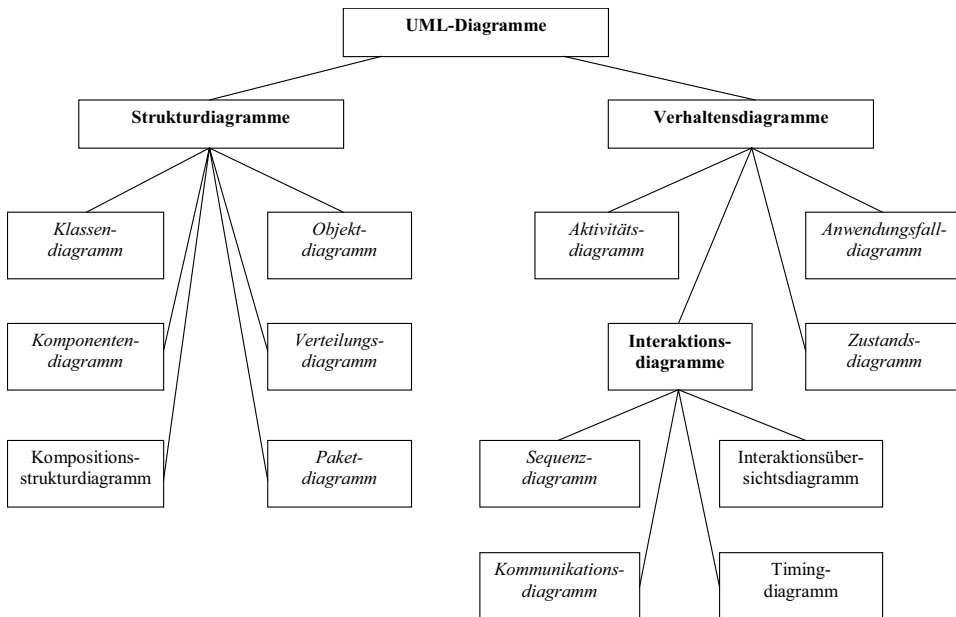 UML-Diagramme
Strukturdiagramme
Verhaltensdiagramme
Klassen-
diagramm
Objekt-
diagramm
Aktivitäts-
diagramm
Anwendungsfall-
diagramm
Komponenten-
diagramm
Verteilungs-
diagramm
Interaktions-
diagramme
Zustands-
diagramm
Kompositions-
strukturdiagramm
Paket-
diagramm
Sequenz-
diagramm
Interaktionsüber-
sichtsdiagramm
Kommunikations-
diagramm
Timing-
diagramm